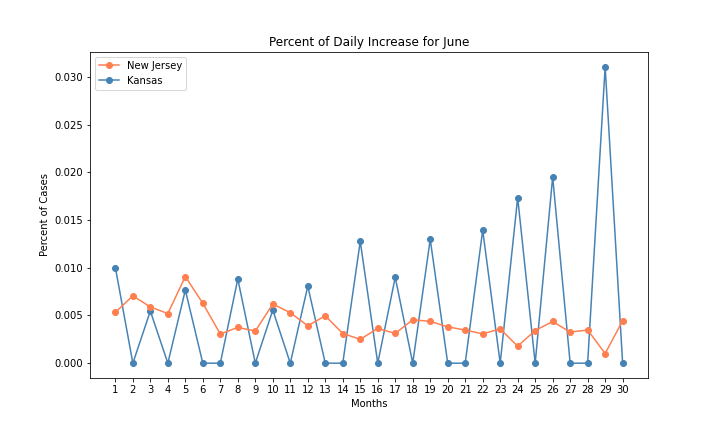 Percent of Daily Increase for June
New Jersey
Kansas
Percent of Cases
0.030
0.025
0.020
0.015
0.010
0.005
0.000
1 2 3 4 5 6 7 8 9 10 11 12 13 14 15 16 17 18 19 20 21 22 23 24 25 26 27 28 29 30
Months